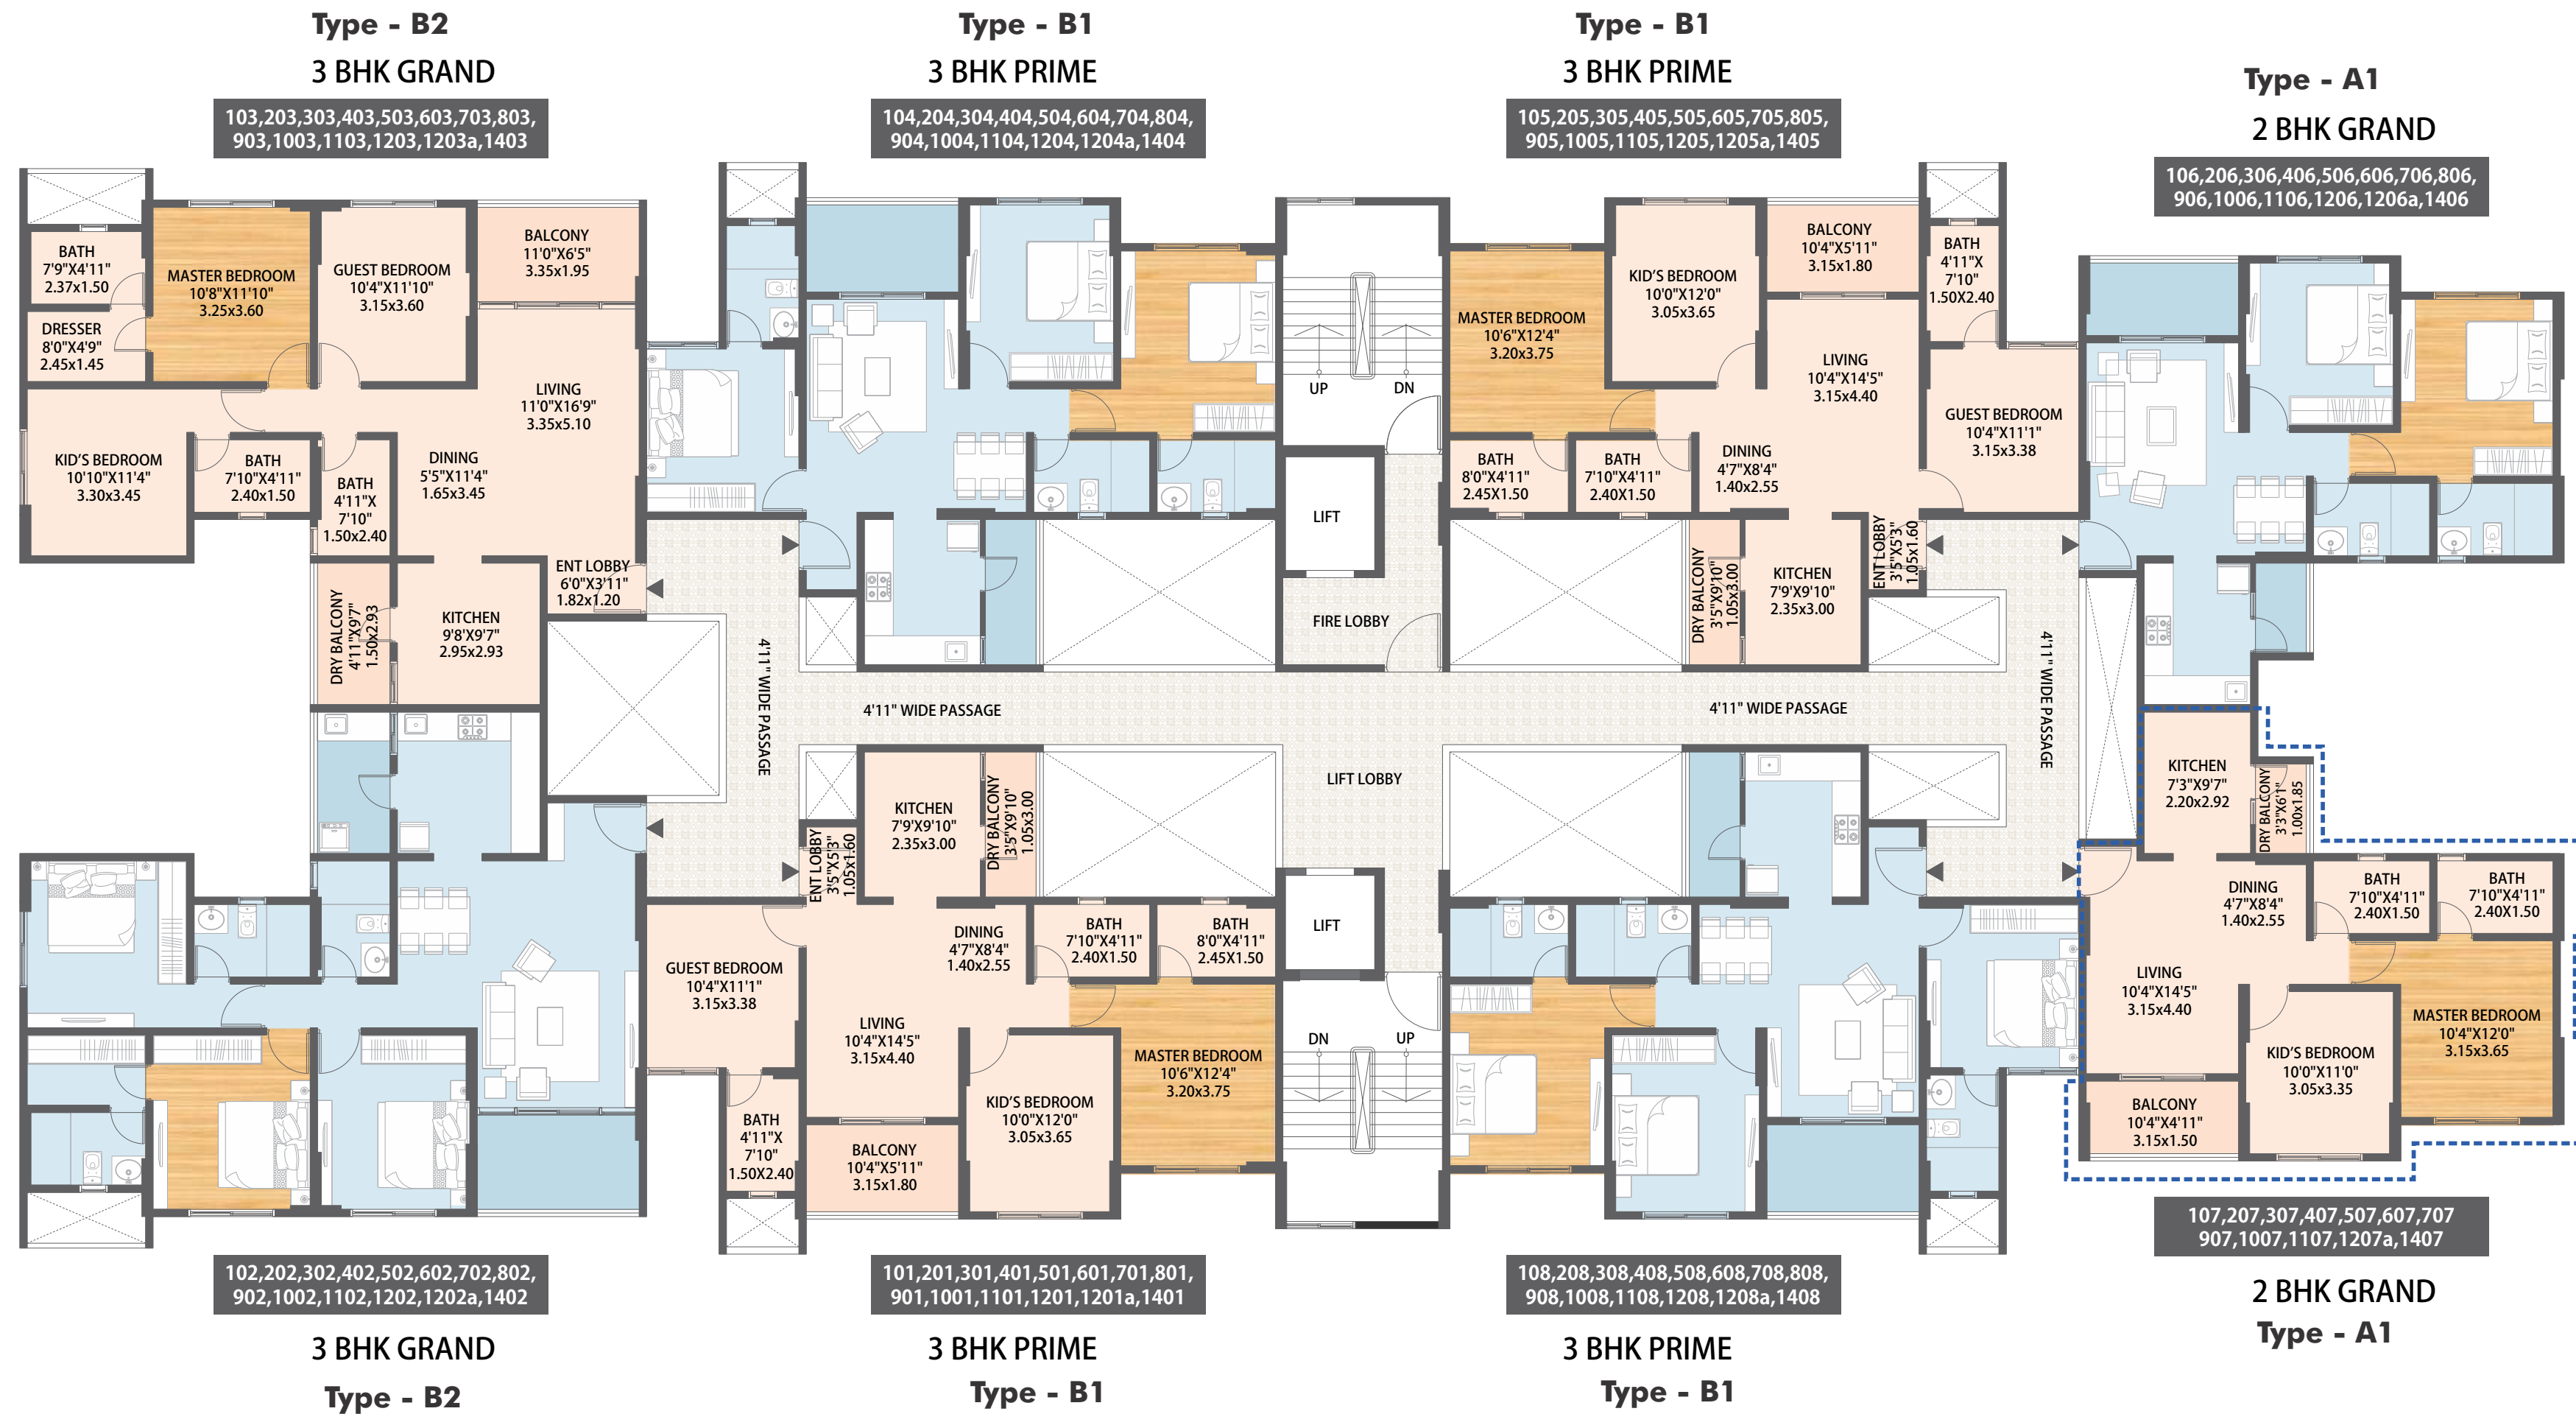 Type - B2
3 BHK GRAND
103,203,303,403,503,603,703,803,
903,1003,1103,1203,1203a,1403
Type - B1
3 BHK PRIME
104,204,304,404,504,604,704,804,
904,1004,1104,1204,1204a,1404
Type - B1
3 BHK PRIME
105,205,305,405,505,605,705,805,
905,1005,1105,1205,1205a,1405
Type - A1
2 BHK GRAND
106,206,306,406,506,606,706,806,
906,1006,1106,1206,1206a,1406
BATH
7'9"X4'11"
2.37x1.50
MASTER BEDROOM
10'8"X11'10"
3.25x3.60
GUEST BEDROOM
10'4"X11'10"
3.15x3.60
BALCONY
11'0"X6'5"
3.35x1.95
DRESSER
8'0"X4'9"
2.45x1.45
LIVING
11'0"X16'9"
3.35x5.10
KID'S BEDROOM
10'10"X11'4"
3.30x3.45
BATH
7'10"X4'11"
2.40x1.50
BATH
4'11"X
7'10"
1.50x2.40
DINING
5'5"X11'4"
1.65x3.45
ENT LOBBY
6'0"X3'11"
1.82x1.20
DRY BALCONY
4'11"X9'7"
1.50x2.93
KITCHEN
9'8'X9'7"
2.95x2.93
4'11" WIDE PASSAGE
4'11" WIDE PASSAGE
UP
DN
LIFT
FIRE LOBBY
MASTER BEDROOM
10'6"X12'4"
3.20x3.75
KID'S BEDROOM
10'0"X12'0"
3.05x3.65
BALCONY
10'4"X5'11"
3.15x1.80
LIVING
10'4"X14'5"
3.15x4.40
BATH
4'11"X
7'10"
1.50X2.40
GUEST BEDROOM
10'4"X11'1"
3.15x3.38
BATH
8'0"X4'11"
2.45X1.50
BATH
7'10"X4'11"
2.40X1.50
DINING
4'7"X8'4"
1.40x2.55
DRY BALCONY
3'5"X9'10"
1.05x3.00
KITCHEN
7'9'X9'10"
2.35x3.00
ENT LOBBY
3'5"X5'3"
1.05x1.60
4'11" WIDE PASSAGE
4'11" WIDE PASSAGE
LIFT LOBBY
KITCHEN
7'9'X9'10"
2.35x3.00
DRY BALCONY
3'5"X9'10"
1.05x3.00
ENT LOBBY
3'5"X5'3"
1.05x1.60
GUEST BEDROOM
10'4"X11'1"
3.15x3.38
DINING
4'7"X8'4"
1.40x2.55
BATH
7'10"X4'11"
2.40X1.50
BATH
8'0"X4'11"
2.45X1.50
LIVING
10'4"X14'5"
3.15x4.40
MASTER BEDROOM
10'6"X12'4"
3.20x3.75
KID'S BEDROOM
10'0"X12'0"
3.05x3.65
BATH
4'11"X
7'10"
1.50X2.40
BALCONY
10'4"X5'11"
3.15x1.80
LIFT
DN
UP
KITCHEN
7'3"X9'7"
2.20x2.92
DRY BALCONY
3'3"X6'1"
1.00x1.85
DINING
4'7"X8'4"
1.40x2.55
BATH
7'10"X4'11"
2.40X1.50
BATH
7'10"X4'11"
2.40X1.50
LIVING
10'4"X14'5"
3.15x4.40
MASTER BEDROOM
10'4"X12'0"
3.15x3.65
KID'S BEDROOM
10'0"X11'0"
3.05x3.35
BALCONY
10'4"X4'11"
3.15x1.50
102,202,302,402,502,602,702,802,
902,1002,1102,1202,1202a,1402
3 BHK GRAND
Type - B2
101,201,301,401,501,601,701,801,
901,1001,1101,1201,1201a,1401
3 BHK PRIME
Type - B1
108,208,308,408,508,608,708,808,
908,1008,1108,1208,1208a,1408
3 BHK PRIME
Type - B1
107,207,307,407,507,607,707
907,1007,1107,1207a,1407
2 BHK GRAND
Type - A1